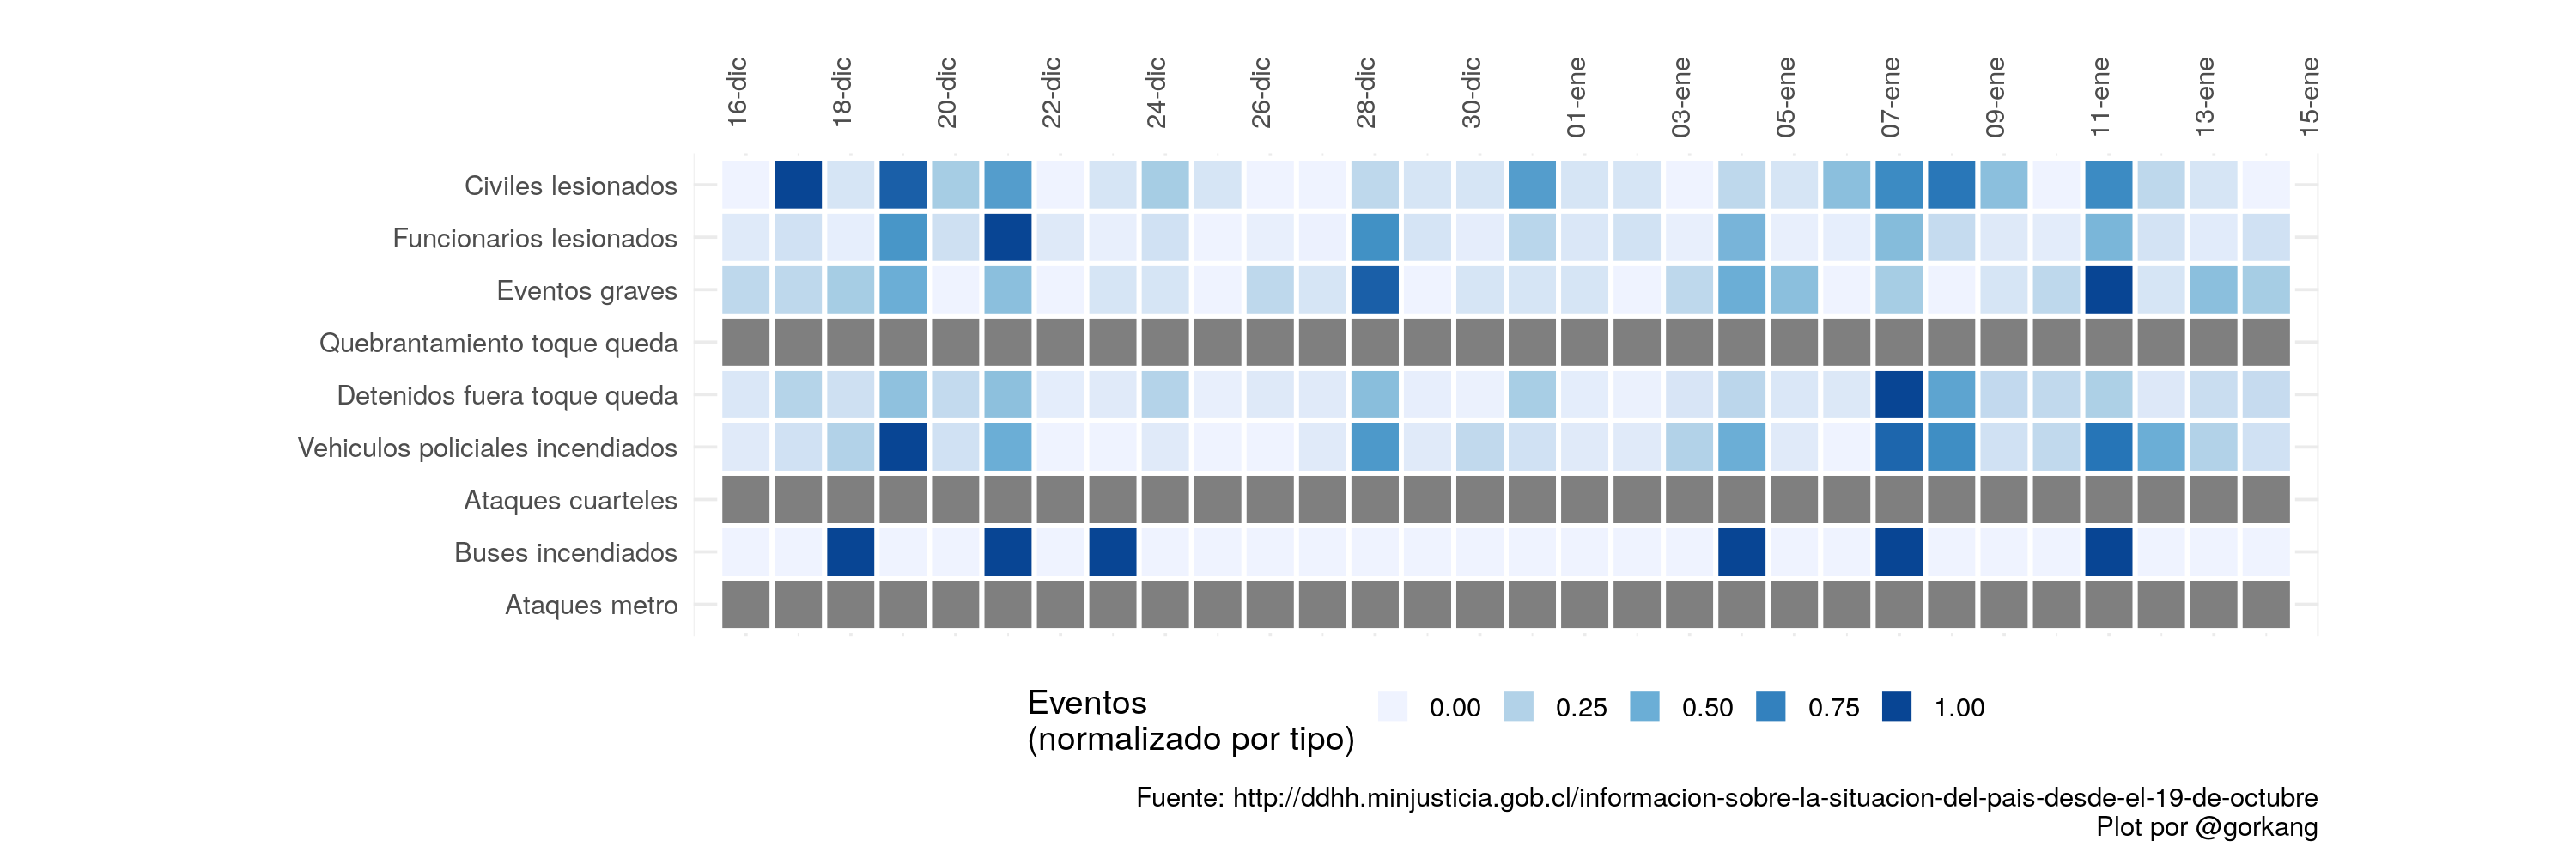 16-dic 18-dic 20-dic 22-dic 24-dic 26-dic 28-dic 30-dic 01-ene 03-ene 05-ene 07-ene 09-ene 11-ene 13-ene 15-ene
Civiles lesionados
Funcionarios lesionados
Eventos graves
Quebrantamiento toque queda
Detenidos fuera toque queda
Vehiculos policiales incendiados
Ataques cuarteles
Buses incendiados
Ataques metro
Eventos
(normalizado por tipo)
0.00 0.25 0.50 0.75 1.00
Fuente: http://ddhh.minjusticia.gob.cl/informacion-sobre-la-situacion-del-pais-desde-el-19-de-octubre
Plot por @gorkang